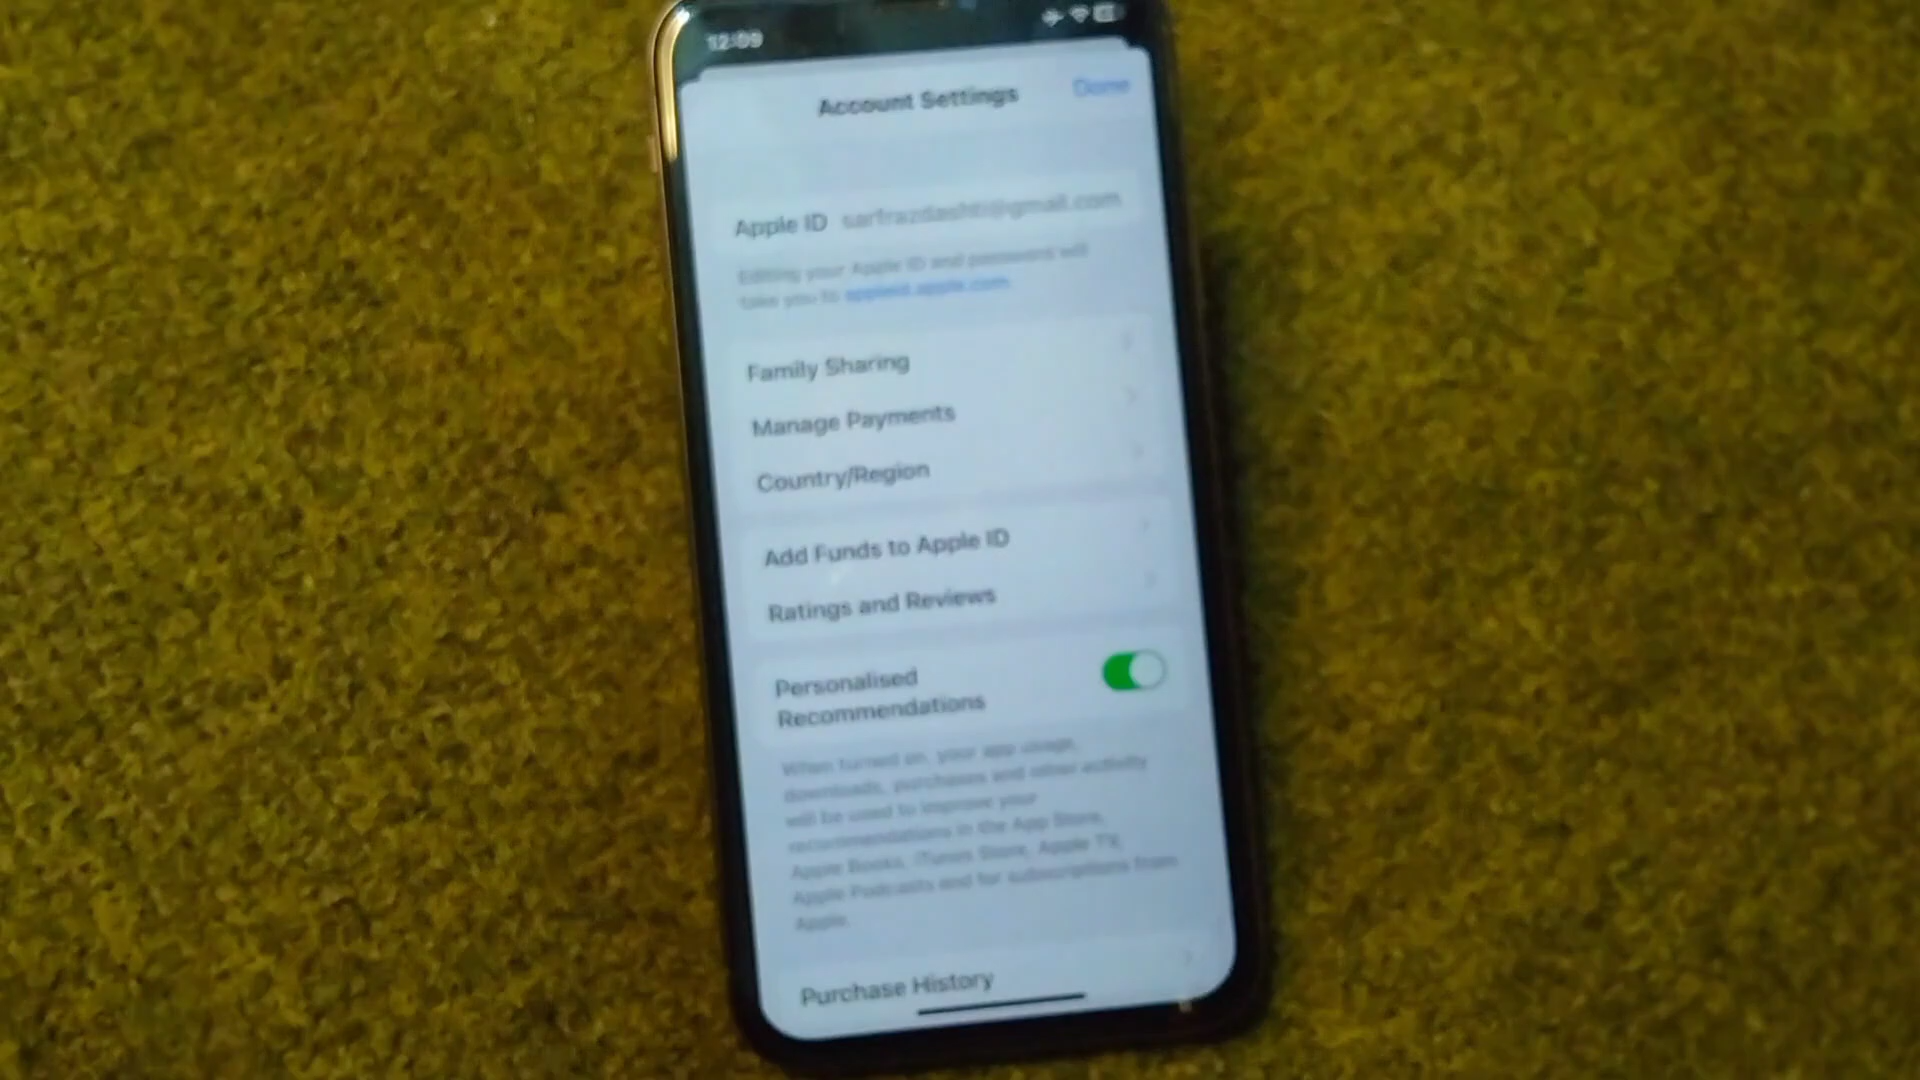 12:09
Account Settings
Done
Apple ID sarfrazdashti@gmail.com
Editing your Apple ID and password will
take you to appleid.apple.com.
Family Sharing
Manage Payments
Country/Region
Add Funds to Apple ID
Ratings and Reviews
Personalised
Recommendations
When turned on, your app usage,
downloads, purchases and other activity
will be used to improve your
recommendations in the App Store,
Apple Books, iTunes Store, Apple TV,
Apple Podcasts and for subscriptions from
Apple.
Purchase History